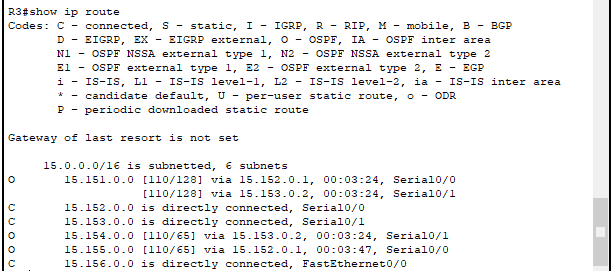 R3#show ip route
Codes: C - connected, S - static, I - IGRP, R - RIP, M - mobile, B - BGP
       D - EIGRP, EX - EIGRP external, O - OSPF, IA - OSPF inter area
       N1 - OSPF NSSA external type 1, N2 - OSPF NSSA external type 2
       E1 - OSPF external type 1, E2 - OSPF external type 2, E - EGP
       i - IS-IS, L1 - IS-IS level-1, L2 - IS-IS level-2, ia - IS-IS inter area
       * - candidate default, U - per-user static route, o - ODR
       P - periodic downloaded static route
Gateway of last resort is not set
     15.0.0.0/16 is subnetted, 6 subnets
O       15.151.0.0 [110/128] via 15.152.0.1, 00:03:24, Serial0/0
                   [110/128] via 15.153.0.2, 00:03:24, Serial0/1
C       15.152.0.0 is directly connected, Serial0/0
C       15.153.0.0 is directly connected, Serial0/1
O       15.154.0.0 [110/65] via 15.153.0.2, 00:03:24, Serial0/1
O       15.155.0.0 [110/65] via 15.152.0.1, 00:03:47, Serial0/0
C       15.156.0.0 is directly connected, FastEthernet0/0